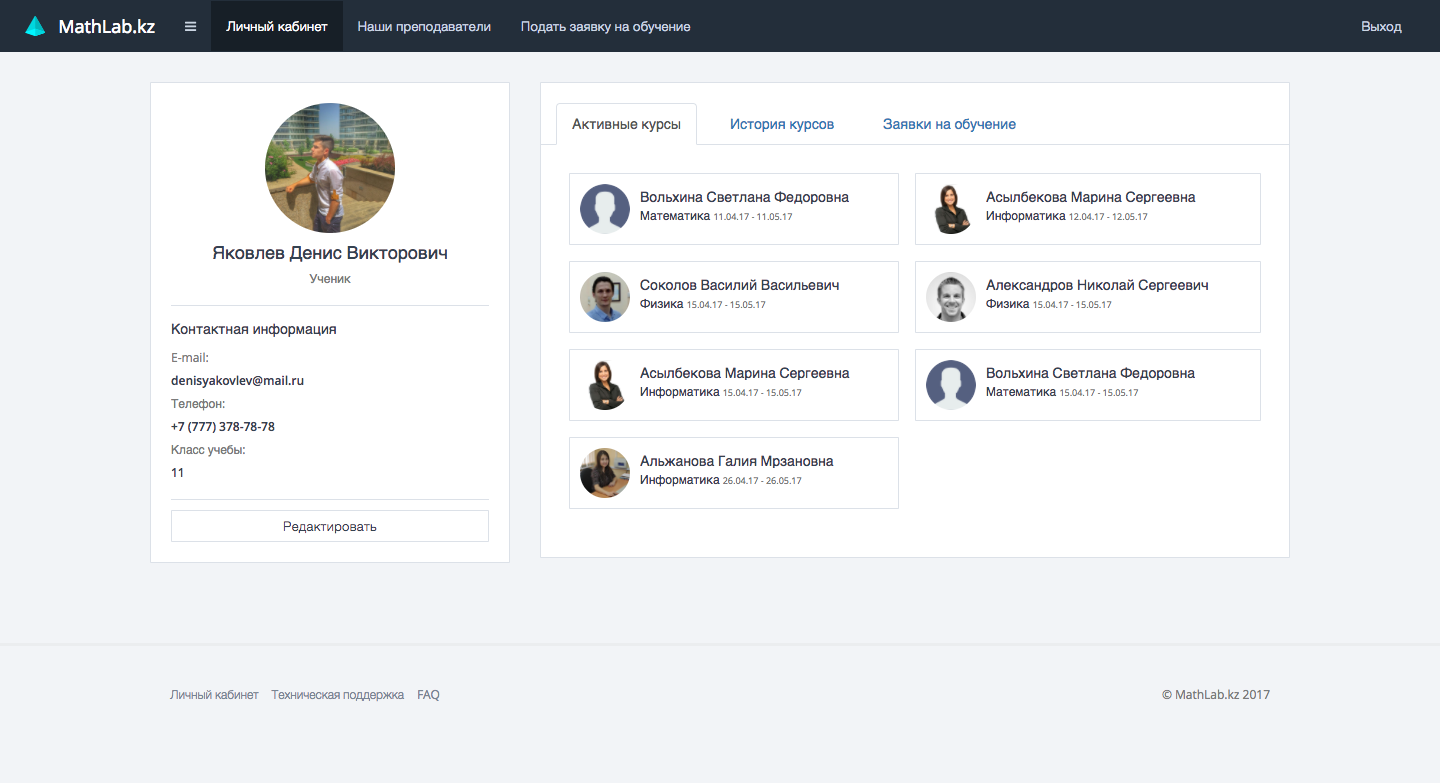 MathLab.kz
Личный кабинет
Наши преподаватели
Подать заявку на обучение
Выход
Яковлев Денис Викторович
Ученик
Контактная информация
E-mail:
denisyakovlev@mail.ru
Телефон:
+7 (777) 378-78-78
Класс учебы:
11
Редактировать
Активные курсы
История курсов
Заявки на обучение
Вольхина Светлана Федоровна
Математика 11.04.17 - 11.05.17
Асылбекова Марина Сергеевна
Информатика 12.04.17 - 12.05.17
Соколов Василий Васильевич
Физика 15.04.17 - 15.05.17
Александров Николай Сергеевич
Физика 15.04.17 - 15.05.17
Асылбекова Марина Сергеевна
Информатика 15.04.17 - 15.05.17
Вольхина Светлана Федоровна
Математика 15.04.17 - 15.05.17
Альжанова Галия Мрзановна
Информатика 26.04.17 - 26.05.17
Личный кабинет
Техническая поддержка
FAQ
© MathLab.kz 2017